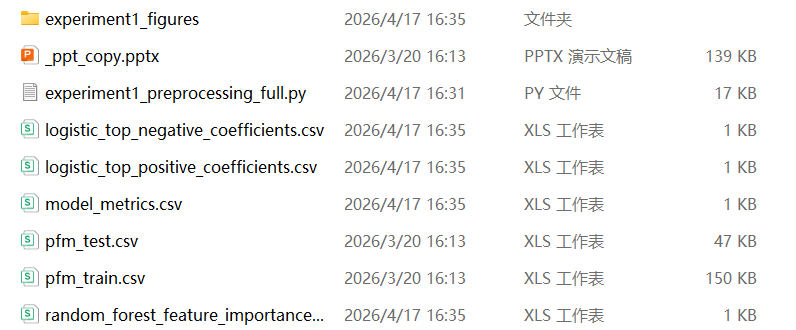 experiment1_figures 2026/4/17 16:35 文件夹
_ppt_copy.pptx 2026/3/20 16:13 PPTX 演示文稿 139 KB
experiment1_preprocessing_full.py 2026/4/17 16:31 PY 文件 17 KB
logistic_top_negative_coefficients.csv 2026/4/17 16:35 XLS 工作表 1 KB
logistic_top_positive_coefficients.csv 2026/4/17 16:35 XLS 工作表 1 KB
model_metrics.csv 2026/4/17 16:35 XLS 工作表 1 KB
pfm_test.csv 2026/3/20 16:13 XLS 工作表 47 KB
pfm_train.csv 2026/3/20 16:13 XLS 工作表 150 KB
random_forest_feature_importance... 2026/4/17 16:35 XLS 工作表 1 KB